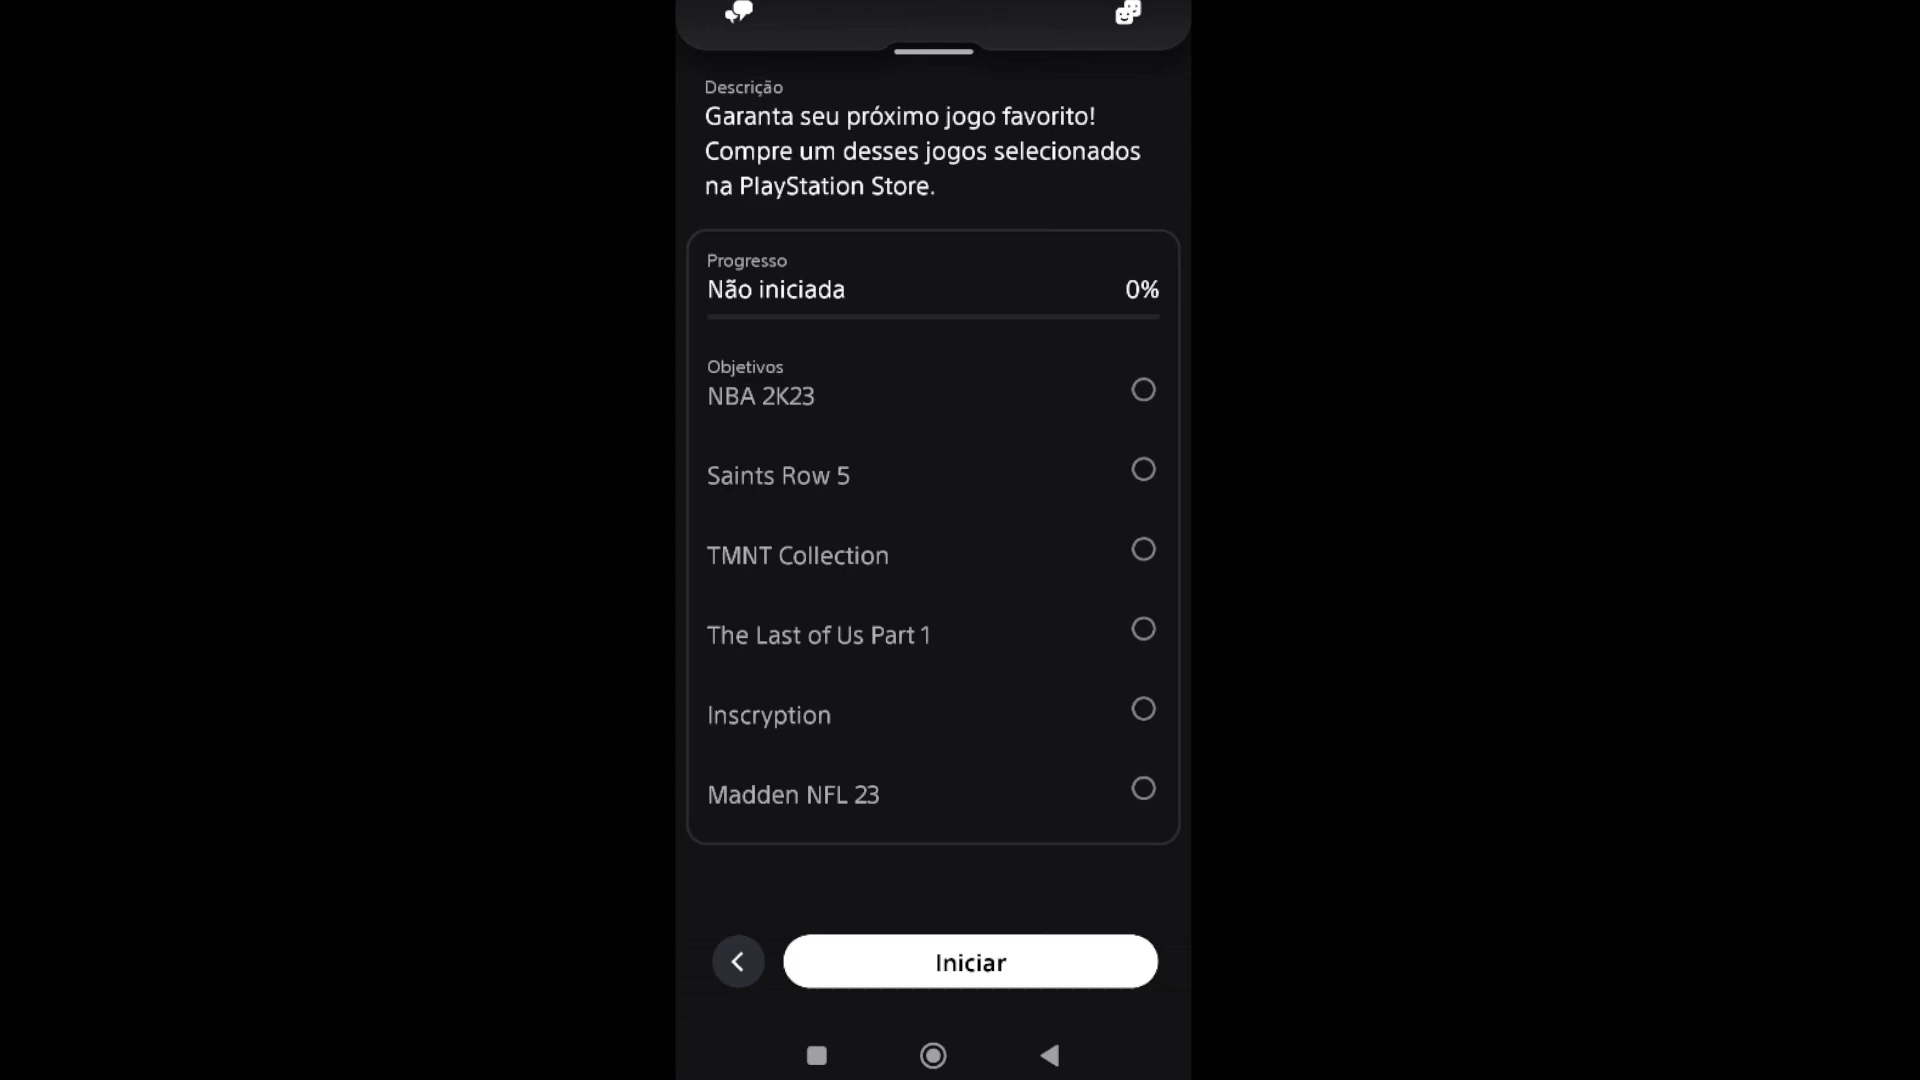 Descrição
Garanta seu próximo jogo favorito!
Compre um desses jogos selecionados
na PlayStation Store.
Progresso
Não iniciada 0%
Objetivos
NBA 2K23
Saints Row 5
TMNT Collection
The Last of Us Part 1
Inscryption
Madden NFL 23
Iniciar